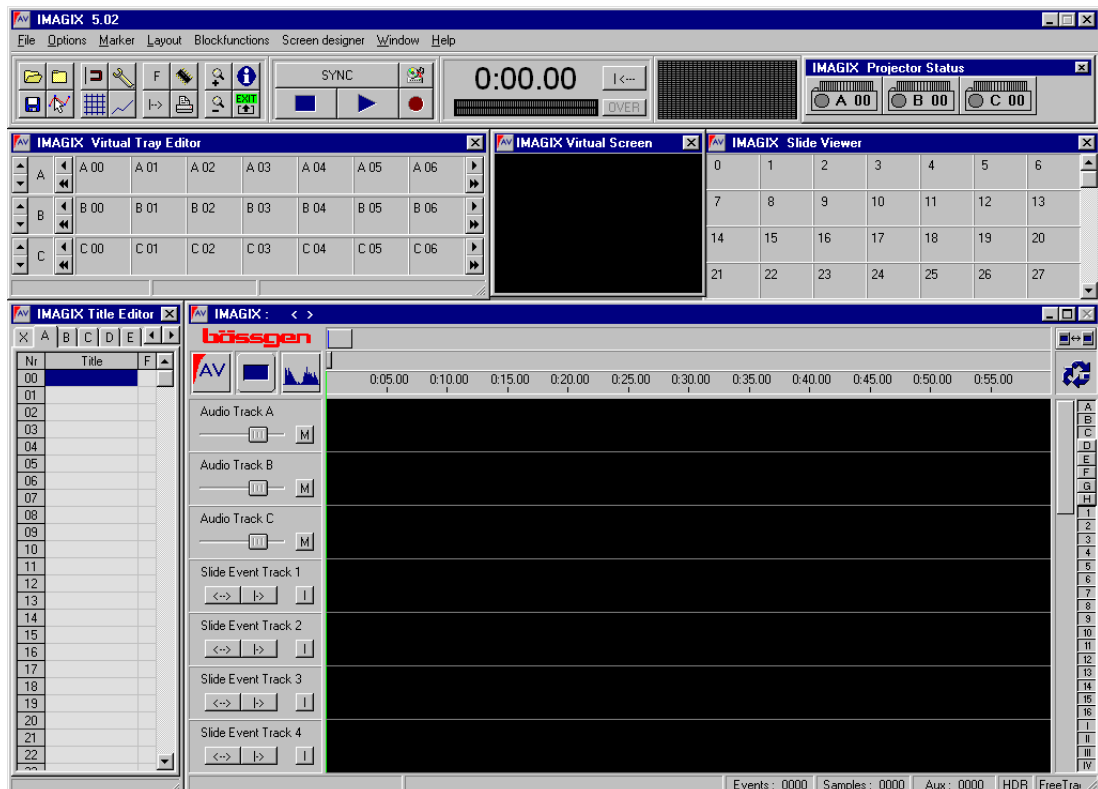 AV IMAGIX 5.02
File Options Marker Layout Blockfunctions Screen designer Window Help
F
EXIT
SYNC
0:00.00
I<---
OVER
IMAGIX Projector Status
A 00 B 00 C 00
AV IMAGIX Virtual Tray Editor
A A 00 A 01 A 02 A 03 A 04 A 05 A 06
B B 00 B 01 B 02 B 03 B 04 B 05 B 06
C C 00 C 01 C 02 C 03 C 04 C 05 C 06
AV IMAGIX Virtual Screen
AV IMAGIX Slide Viewer
0 1 2 3 4 5 6
7 8 9 10 11 12 13
14 15 16 17 18 19 20
21 22 23 24 25 26 27
AV IMAGIX Title Editor
X A B C D E
Nr Title F
00
01
02
03
04
05
06
07
08
09
10
11
12
13
14
15
16
17
18
19
20
21
22
AV IMAGIX : < >
bössgen
AV
0:05.00 0:10.00 0:15.00 0:20.00 0:25.00 0:30.00 0:35.00 0:40.00 0:45.00 0:50.00 0:55.00
Audio Track A
M
Audio Track B
M
Audio Track C
M
Slide Event Track 1
<--> |-> I
Slide Event Track 2
<--> |-> I
Slide Event Track 3
<--> |-> I
Slide Event Track 4
<--> |-> I
A
B
C
D
E
F
G
H
1
2
3
4
5
6
7
8
9
10
11
12
13
14
15
16
I
II
III
IV
Events : 0000 Samples : 0000 Aux : 0000 HDR FreeTra